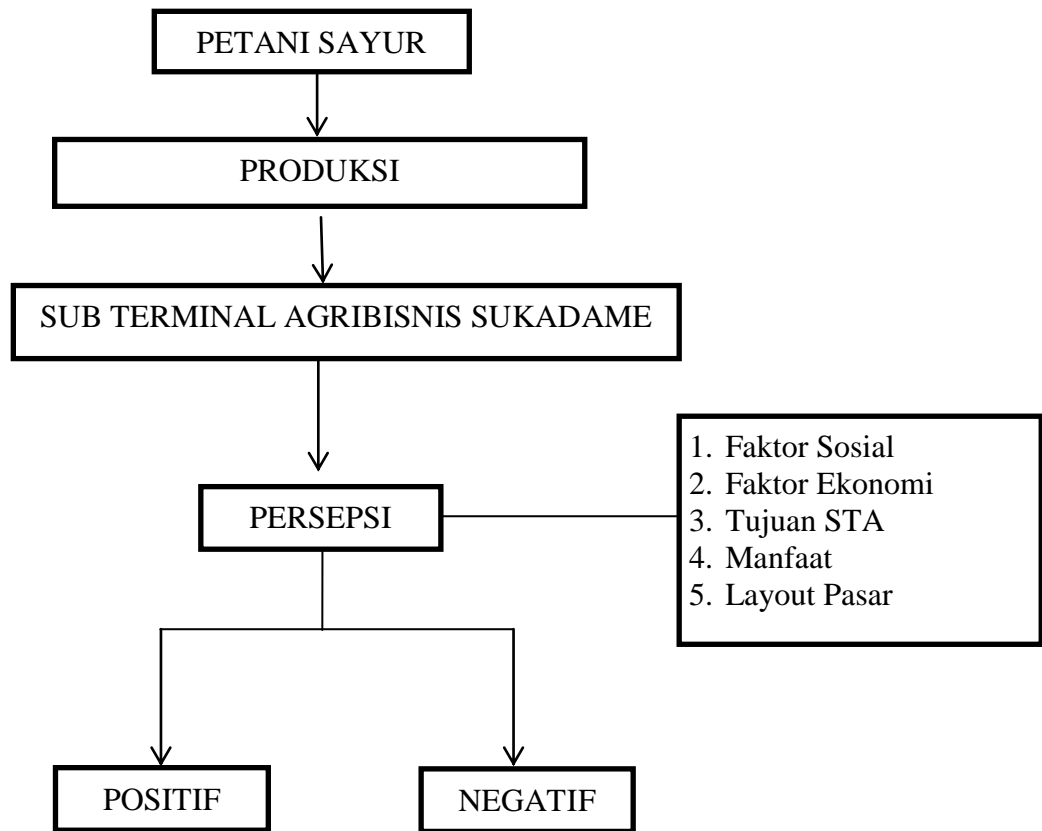 PETANI SAYUR
PRODUKSI
SUB TERMINAL AGRIBISNIS SUKADAME
PERSEPSI
1. Faktor Sosial
2. Faktor Ekonomi
3. Tujuan STA
4. Manfaat
5. Layout Pasar
POSITIF
NEGATIF